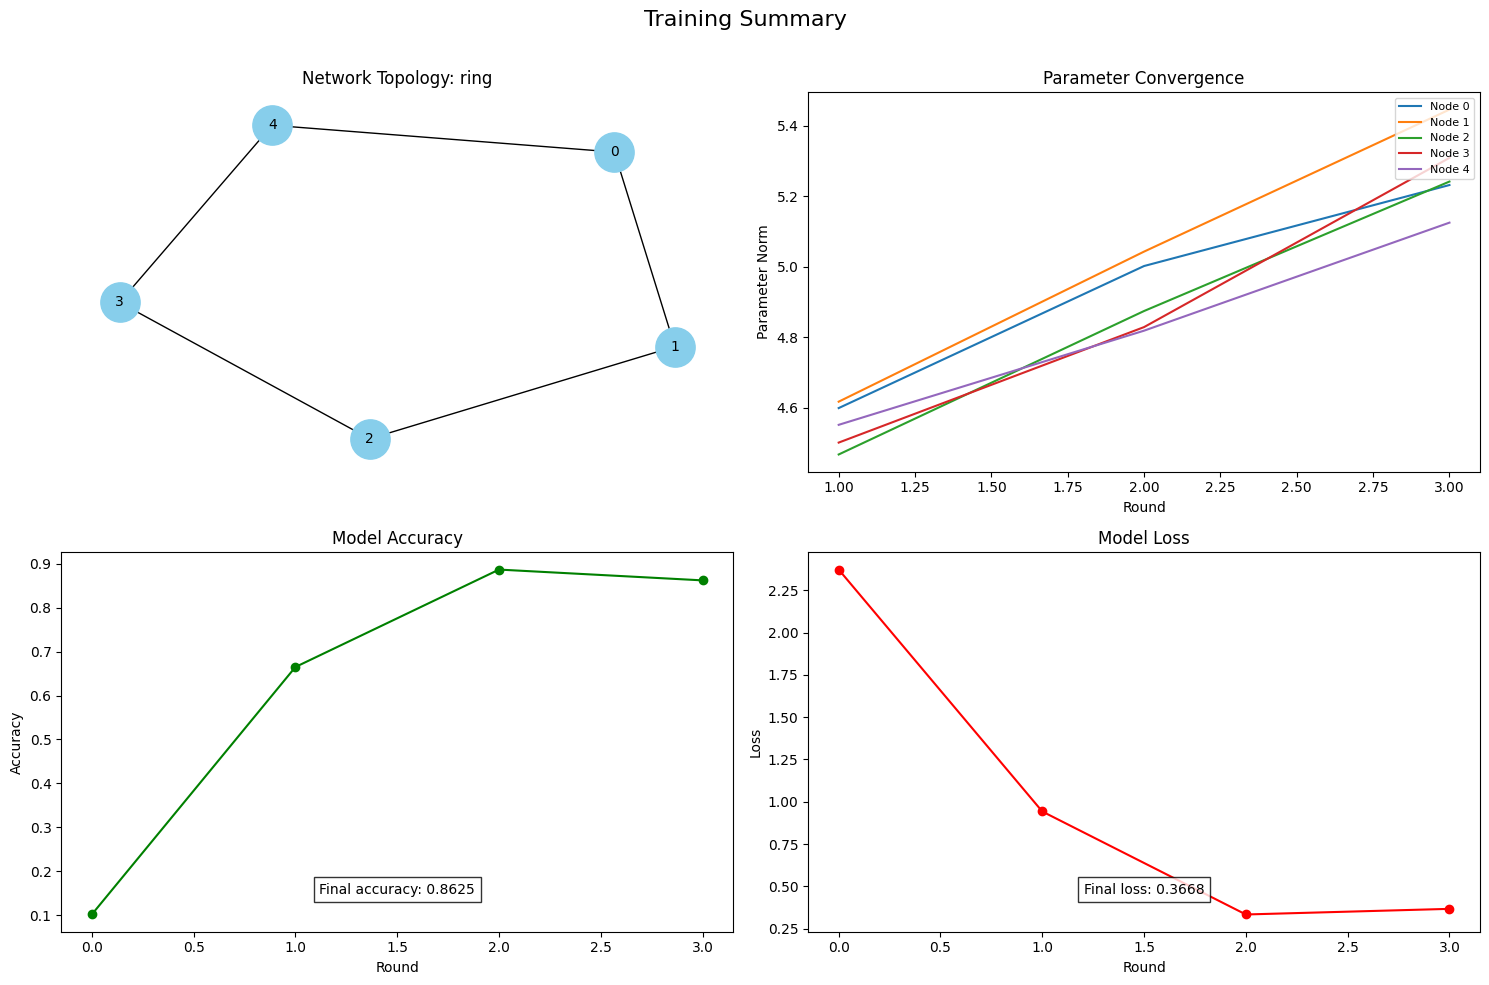 Training Summary
Network Topology: ring
4
0
3
1
2
Parameter Convergence
Node 0
Node 1
Node 2
Node 3
Node 4
5.4
5.2
5.0
4.8
4.6
Parameter Norm
1.00 1.25 1.50 1.75 2.00 2.25 2.50 2.75 3.00
Round
Model Accuracy
0.9
0.8
0.7
0.6
0.5
0.4
0.3
0.2
0.1
Accuracy
Final accuracy: 0.8625
0.0 0.5 1.0 1.5 2.0 2.5 3.0
Round
Model Loss
2.25
2.00
1.75
1.50
1.25
1.00
0.75
0.50
0.25
Loss
Final loss: 0.3668
0.0 0.5 1.0 1.5 2.0 2.5 3.0
Round